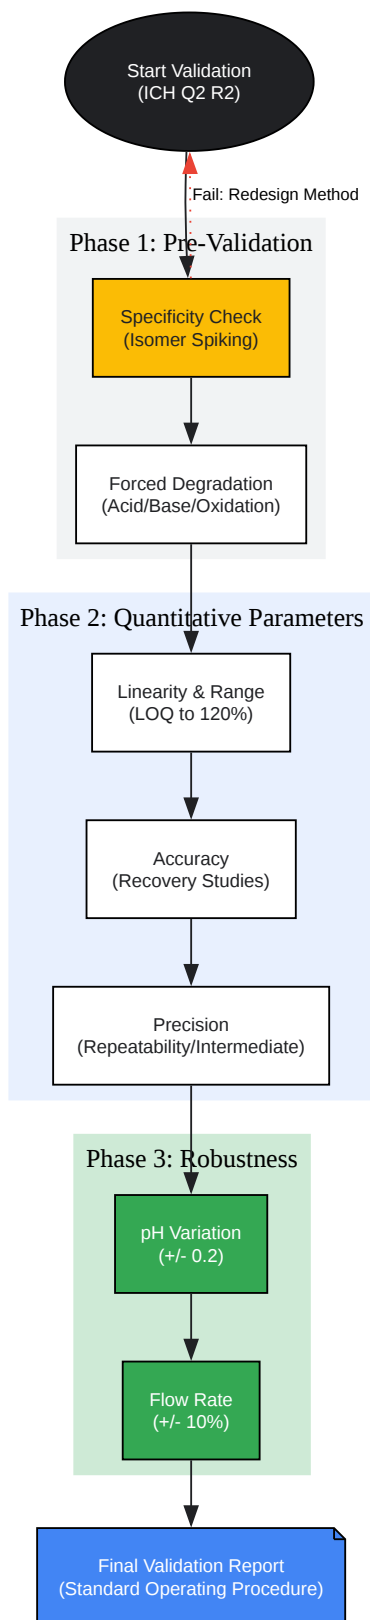 Start Validation
(ICH Q2 R2)
Fail: Redesign Method
Phase 1: Pre-Validation
Specificity Check
(Isomer Spiking)
Forced Degradation
(Acid/Base/Oxidation)
Phase 2: Quantitative Parameters
Linearity & Range
(LOQ to 120%)
Accuracy
(Recovery Studies)
Precision
(Repeatability/Intermediate)
Phase 3: Robustness
pH Variation
(+/- 0.2)
Flow Rate
(+/- 10%)
Final Validation Report
(Standard Operating Procedure)